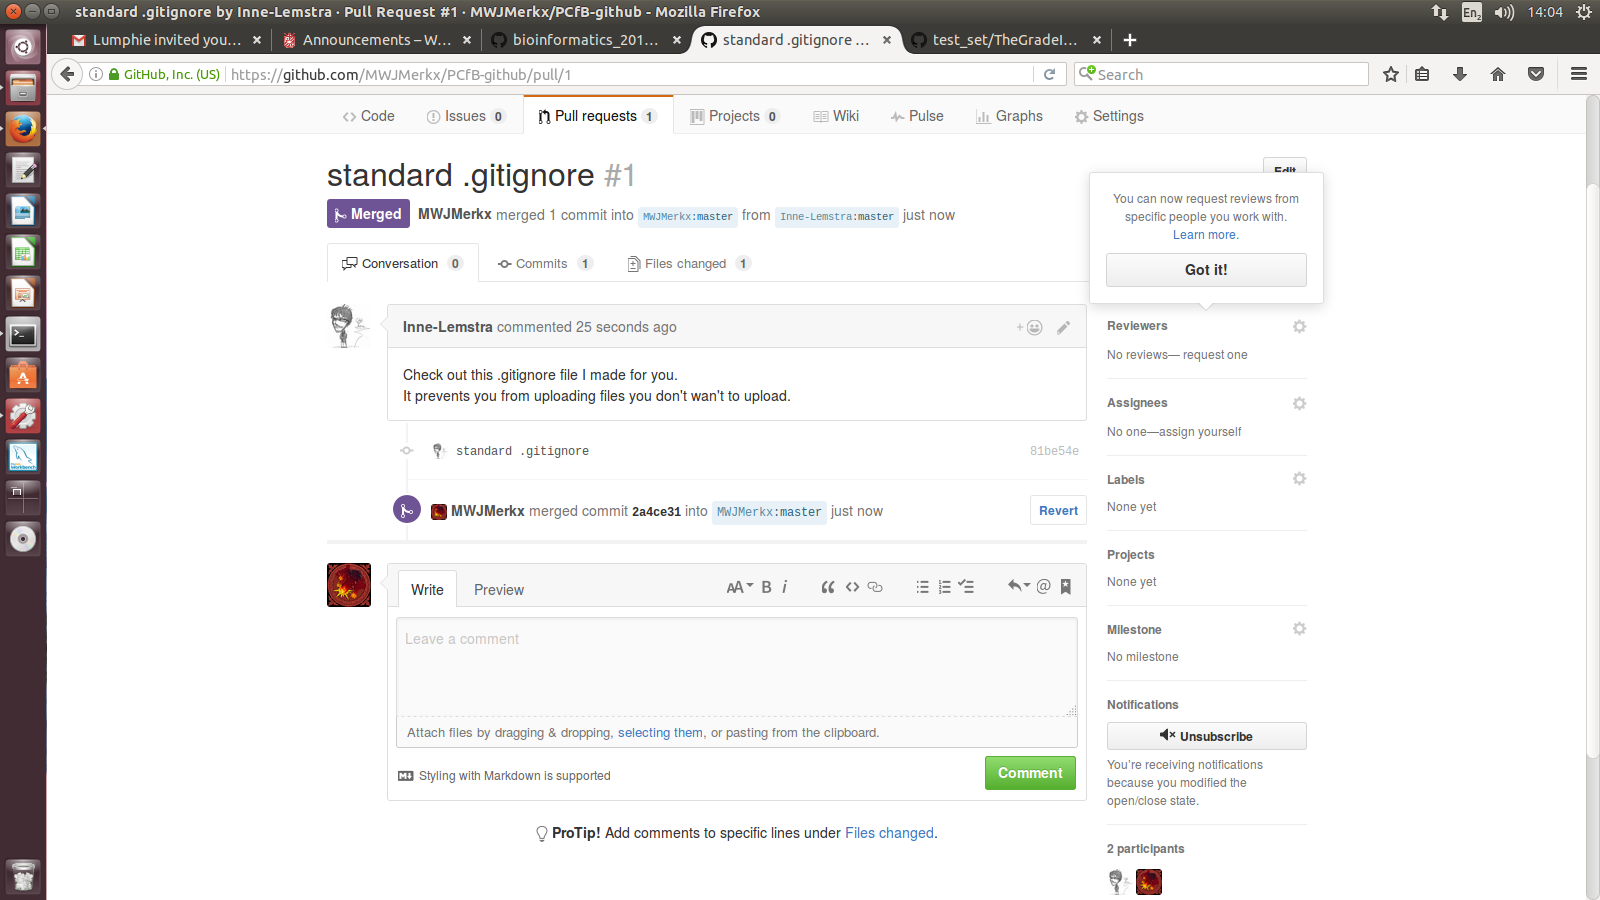 standard .gitignore by Inne-Lemstra · Pull Request #1 · MWJMerkx/PCfB-github - Mozilla Firefox
En2 14:04
Lumphie invited you... × Announcements – W... × bioinformatics_201... × standard .gitignore ... × test_set/TheGradeI... ×
GitHub, Inc. (US) https://github.com/MWJMerkx/PCfB-github/pull/1 Search
Code Issues 0 Pull requests 1 Projects 0 Wiki Pulse Graphs Settings
standard .gitignore #1
Edit
Merged MWJMerkx merged 1 commit into MWJMerkx:master from Inne-Lemstra:master just now
You can now request reviews from
specific people you work with.
Learn more.
Got it!
Conversation 0 Commits 1 Files changed 1
Inne-Lemstra commented 25 seconds ago
Check out this .gitignore file I made for you.
It prevents you from uploading files you don't wan't to upload.
standard .gitignore 81be54e
MWJMerkx merged commit 2a4ce31 into MWJMerkx:master just now Revert
Write Preview AA B i
Leave a comment
Attach files by dragging & dropping, selecting them, or pasting from the clipboard.
Styling with Markdown is supported
Comment
ProTip! Add comments to specific lines under Files changed.
Reviewers
No reviews— request one
Assignees
No one—assign yourself
Labels
None yet
Projects
None yet
Milestone
No milestone
Notifications
Unsubscribe
You're receiving notifications
because you modified the
open/close state.
2 participants